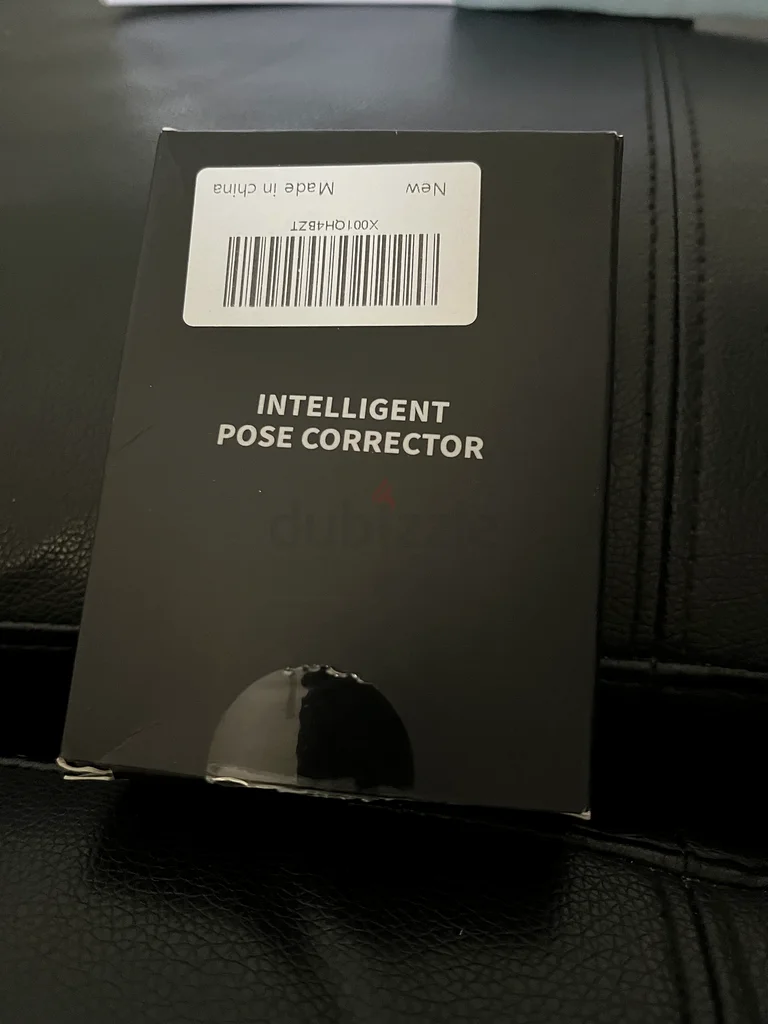 New Made in china
X001QH4BZT
INTELLIGENT
POSE CORRECTOR
dubizzle